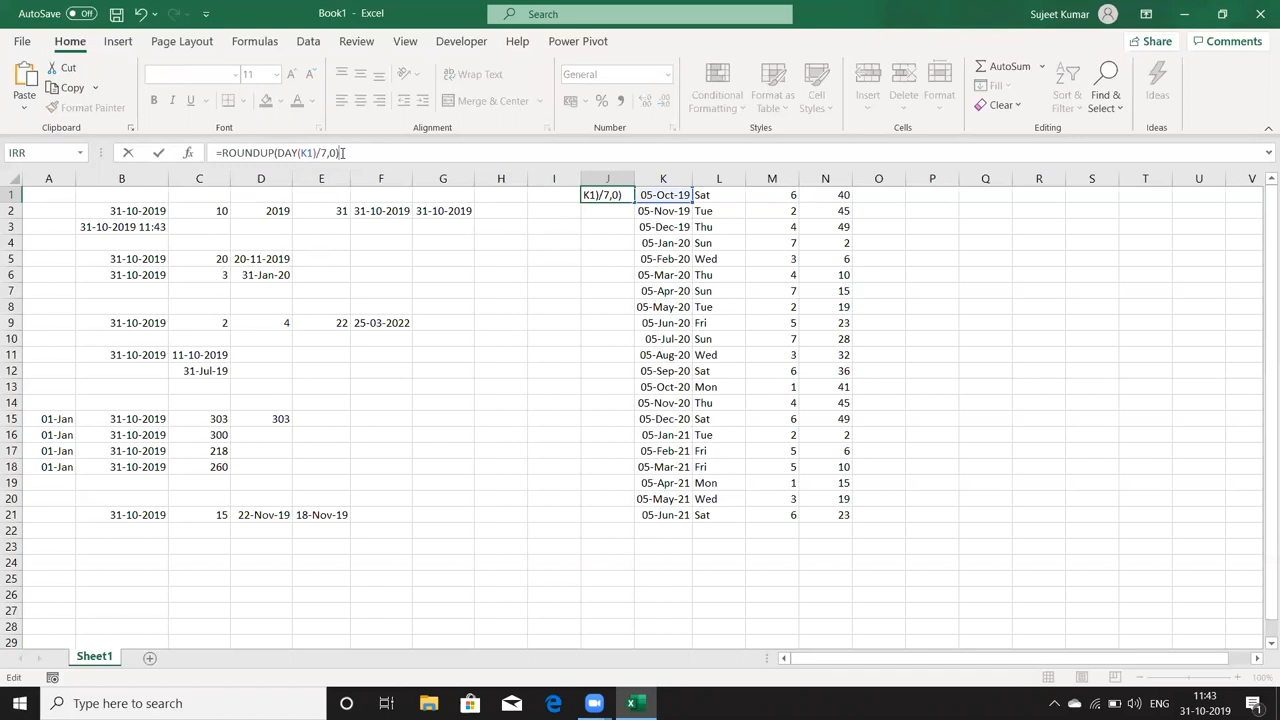 AutoSave Off Book1 - Excel Search Sujeet Kumar
File Home Insert Page Layout Formulas Data Review View Developer Help Power Pivot Share Comments
Paste Cut Copy Format Painter
11 A A B I U A
Wrap Text Merge & Center
General %
Conditional Formatting Format as Table Cell Styles
Insert Delete Format
AutoSum Fill Clear Sort & Filter Find & Select Ideas
Clipboard Font Alignment Number Styles Cells Editing Ideas
IRR fx =ROUNDUP(DAY(K1)/7,0)
A B C D E F G H I J K L M N O P Q R S T U V
1 K1)/7,0) 05-Oct-19 Sat 6 40
2 31-10-2019 10 2019 31 31-10-2019 31-10-2019 05-Nov-19 Tue 2 45
3 31-10-2019 11:43 05-Dec-19 Thu 4 49
4 05-Jan-20 Sun 7 2
5 31-10-2019 20 20-11-2019 05-Feb-20 Wed 3 6
6 31-10-2019 3 31-Jan-20 05-Mar-20 Thu 4 10
7 05-Apr-20 Sun 7 15
8 05-May-20 Tue 2 19
9 31-10-2019 2 4 22 25-03-2022 05-Jun-20 Fri 5 23
10 05-Jul-20 Sun 7 28
11 31-10-2019 11-10-2019 05-Aug-20 Wed 3 32
12 31-Jul-19 05-Sep-20 Sat 6 36
13 05-Oct-20 Mon 1 41
14 05-Nov-20 Thu 4 45
15 01-Jan 31-10-2019 303 303 05-Dec-20 Sat 6 49
16 01-Jan 31-10-2019 300 05-Jan-21 Tue 2 2
17 01-Jan 31-10-2019 218 05-Feb-21 Fri 5 6
18 01-Jan 31-10-2019 260 05-Mar-21 Fri 5 10
19 05-Apr-21 Mon 1 15
20 05-May-21 Wed 3 19
21 31-10-2019 15 22-Nov-19 18-Nov-19 05-Jun-21 Sat 6 23
22
23
24
25
26
27
28
29
Sheet1
Edit 100%
Type here to search ENG 11:43
31-10-2019